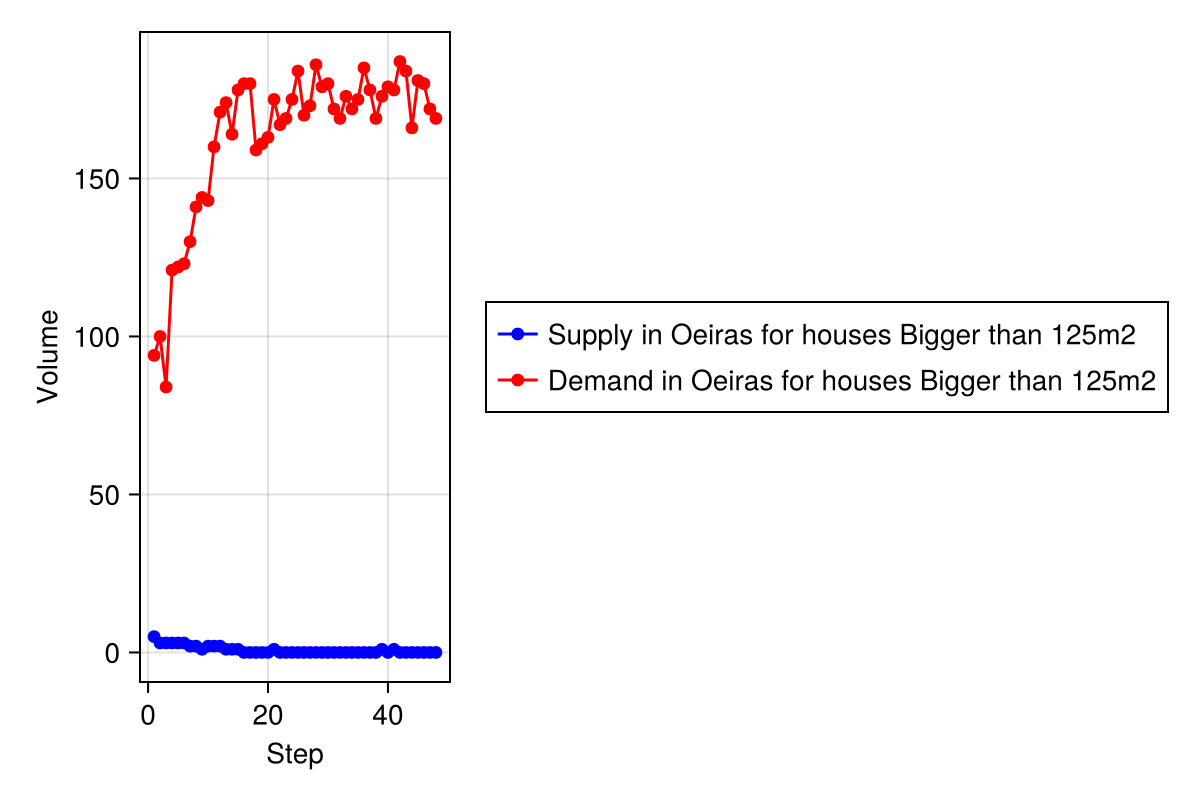 150
100
50
0
Volume
0 20 40
Step
Supply in Oeiras for houses Bigger than 125m2
Demand in Oeiras for houses Bigger than 125m2